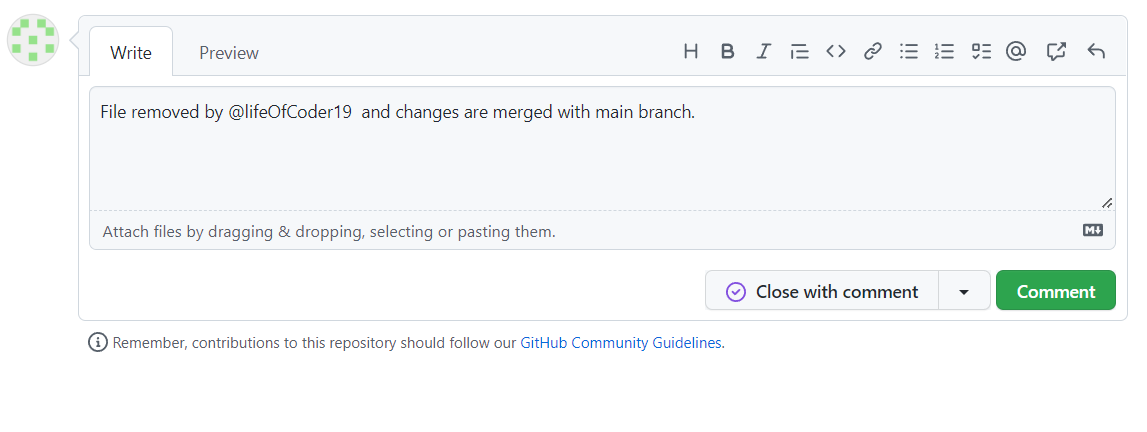 Write Preview
File removed by @lifeOfCoder19  and changes are merged with main branch.
Attach files by dragging & dropping, selecting or pasting them.
Close with comment Comment
Remember, contributions to this repository should follow our GitHub Community Guidelines.